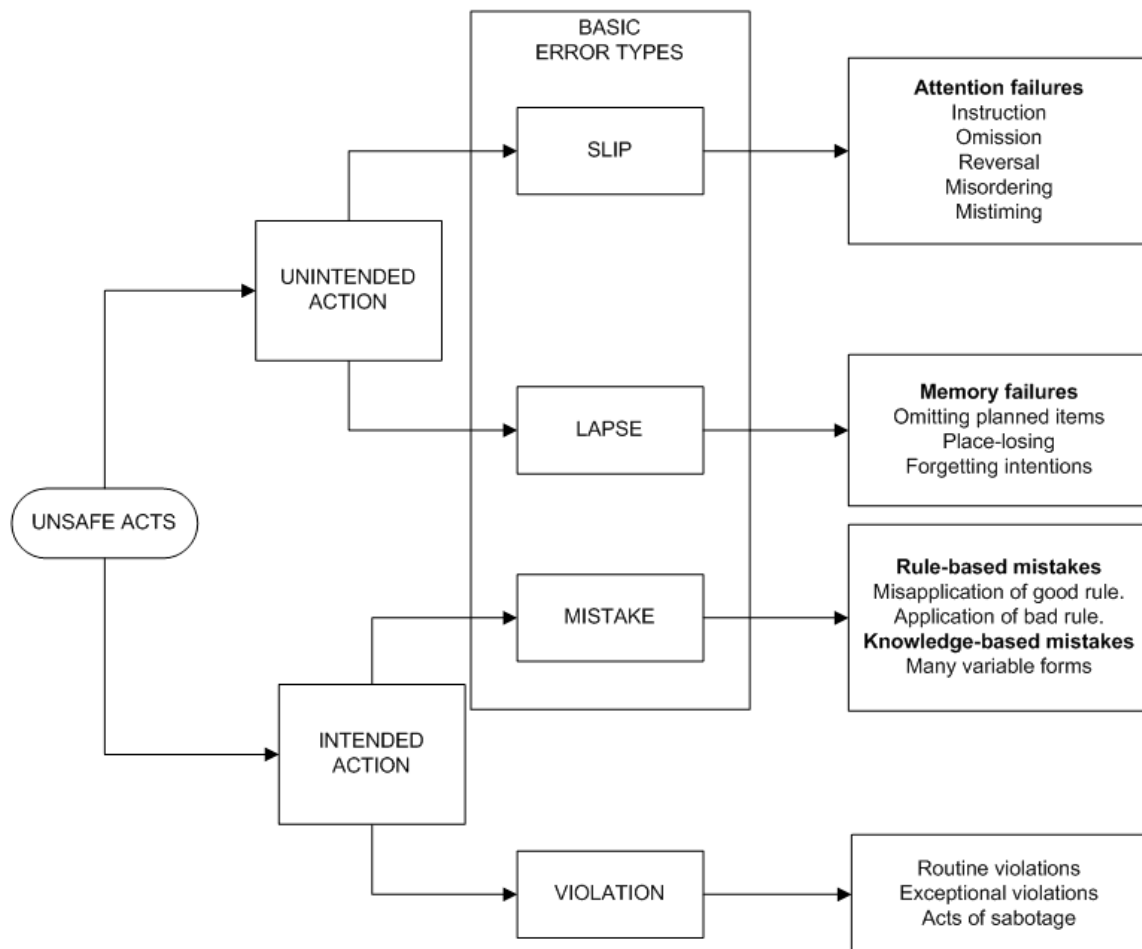 BASIC
ERROR TYPES
SLIP
Attention failures
Instruction
Omission
Reversal
Misordering
Mistiming
UNINTENDED
ACTION
LAPSE
Memory failures
Omitting planned items
Place-losing
Forgetting intentions
UNSAFE ACTS
MISTAKE
Rule-based mistakes
Misapplication of good rule.
Application of bad rule.
Knowledge-based mistakes
Many variable forms
INTENDED
ACTION
VIOLATION
Routine violations
Exceptional violations
Acts of sabotage